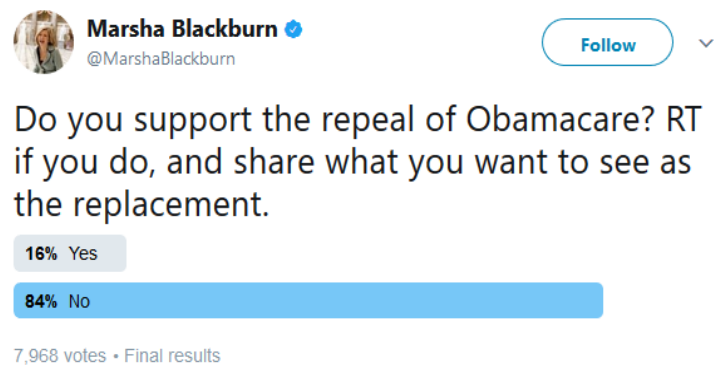 Marsha Blackburn
@MarshaBlackburn
Follow
Do you support the repeal of Obamacare? RT
if you do, and share what you want to see as
the replacement.
16% Yes
84% No
7,968 votes • Final results